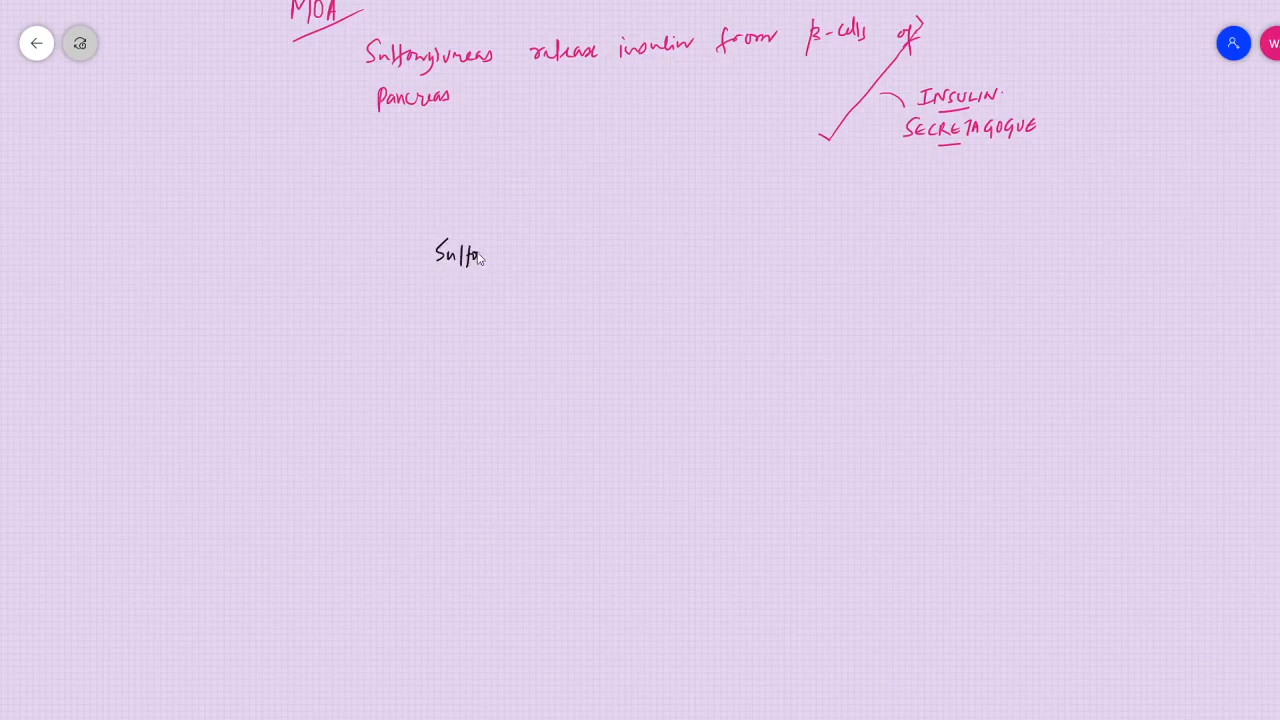 MOA
Sulfonylureas release insulin from β-cells of
Pancreas
INSULIN
SECRETAGOGUE
Sulfo
W